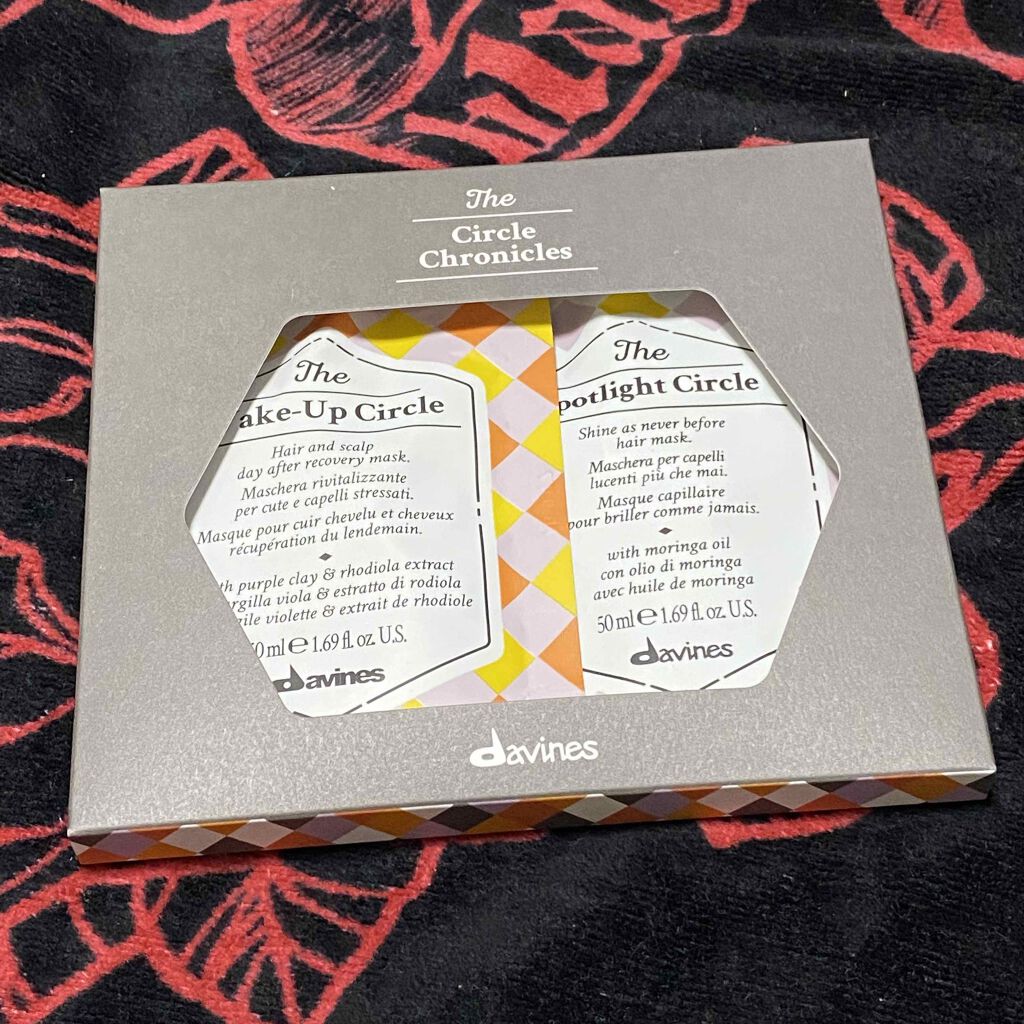 The
Circle
Chronicles
The
ake-Up Circle
Hair and scalp
day after recovery mask.
Maschera rivitalizzante
per cute e capelli stressati.
Masque pour cuir chevelu et cheveux
récupération du lendemain.
th purple clay & rhodiola extract
rgilla viola & estratto di rodiola
gile violette & extrait de rhodiole
50 ml e 1.69 fl. oz. U.S.
davines
The
potlight Circle
Shine as never before
hair mask.
Maschera per capelli
lucenti più che mai.
Masque capillaire
pour briller comme jamais.
with moringa oil
con olio di moringa
avec huile de moringa
50 ml e 1.69 fl. oz. U.S.
davines
davines